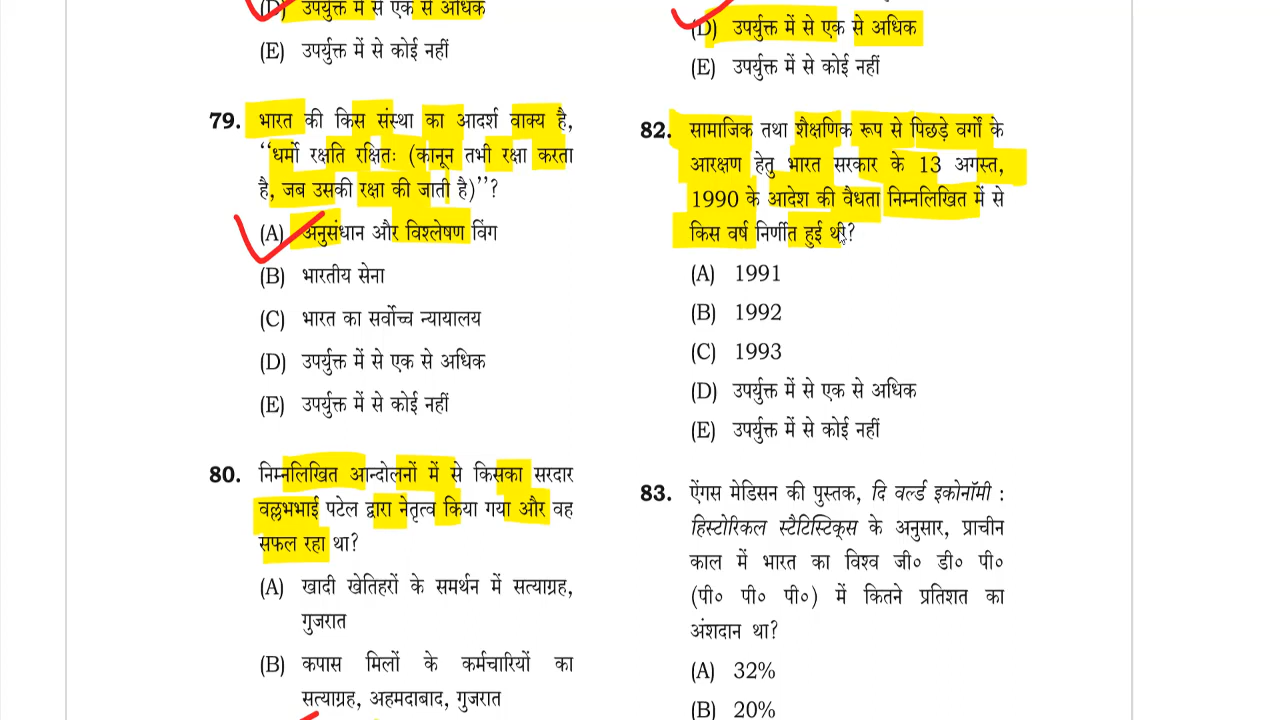 (D) उपर्युक्त में से एक से अधिक
(E) उपर्युक्त में से कोई नहीं
79. भारत की किस संस्था का आदर्श वाक्य है,
‘‘धर्मो रक्षति रक्षितः (कानून तभी रक्षा करता
है, जब उसकी रक्षा की जाती है)’’?
(A) अनुसंधान और विश्लेषण विंग
(B) भारतीय सेना
(C) भारत का सर्वोच्च न्यायालय
(D) उपर्युक्त में से एक से अधिक
(E) उपर्युक्त में से कोई नहीं
80. निम्नलिखित आन्दोलनों में से किसका सरदार
वल्लभभाई पटेल द्वारा नेतृत्व किया गया और वह
सफल रहा था?
(A) खादी खेतिहरों के समर्थन में सत्याग्रह,
गुजरात
(B) कपास मिलों के कर्मचारियों का
सत्याग्रह, अहमदाबाद, गुजरात
(D) उपर्युक्त में से एक से अधिक
(E) उपर्युक्त में से कोई नहीं
82. सामाजिक तथा शैक्षणिक रूप से पिछड़े वर्गों के
आरक्षण हेतु भारत सरकार के 13 अगस्त,
1990 के आदेश की वैधता निम्नलिखित में से
किस वर्ष निर्णीत हुई थी?
(A) 1991
(B) 1992
(C) 1993
(D) उपर्युक्त में से एक से अधिक
(E) उपर्युक्त में से कोई नहीं
83. ऐंगस मेडिसन की पुस्तक, दि वर्ल्ड इकोनॉमी :
हिस्टोरिकल स्टैटिस्टिक्स के अनुसार, प्राचीन
काल में भारत का विश्व जी० डी० पी०
(पी० पी० पी०) में कितने प्रतिशत का
अंशदान था?
(A) 32%
(B) 20%